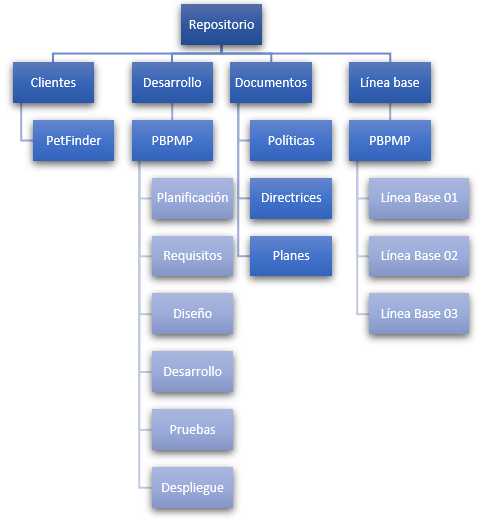 Repositorio
Clientes
Desarrollo
Documentos
Línea base
PetFinder
PBPMP
Políticas
PBPMP
Planificación
Directrices
Línea Base 01
Requisitos
Planes
Línea Base 02
Diseño
Línea Base 03
Desarrollo
Pruebas
Despliegue